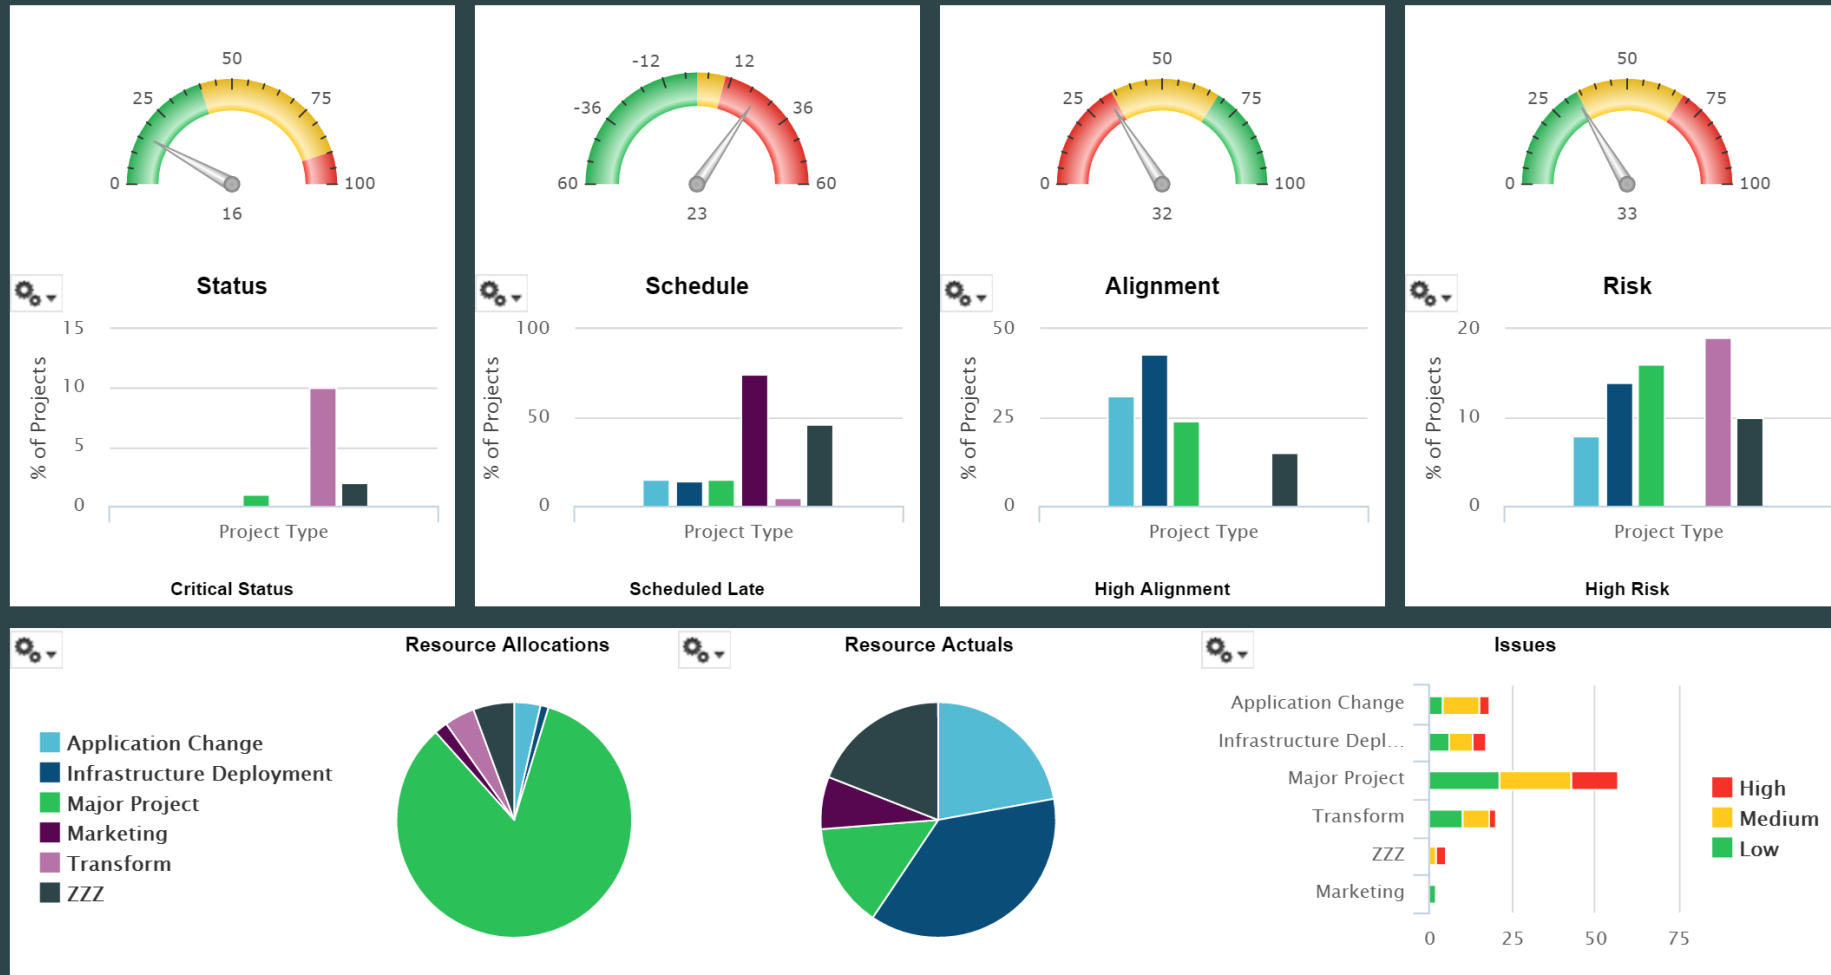 50
25
75
0
100
16
Status
15
10
5
0
% of Projects
Project Type
Critical Status
-12
12
-36
36
60
60
23
Schedule
100
50
0
% of Projects
Project Type
Scheduled Late
50
25
75
0
100
32
Alignment
50
25
0
% of Projects
Project Type
High Alignment
50
25
75
0
100
33
Risk
20
10
0
% of Projects
Project Type
High Risk
Resource Allocations
Application Change
Infrastructure Deployment
Major Project
Marketing
Transform
ZZZ
Resource Actuals
Issues
Application Change
Infrastructure Depl...
Major Project
Transform
ZZZ
Marketing
0 25 50 75
High
Medium
Low